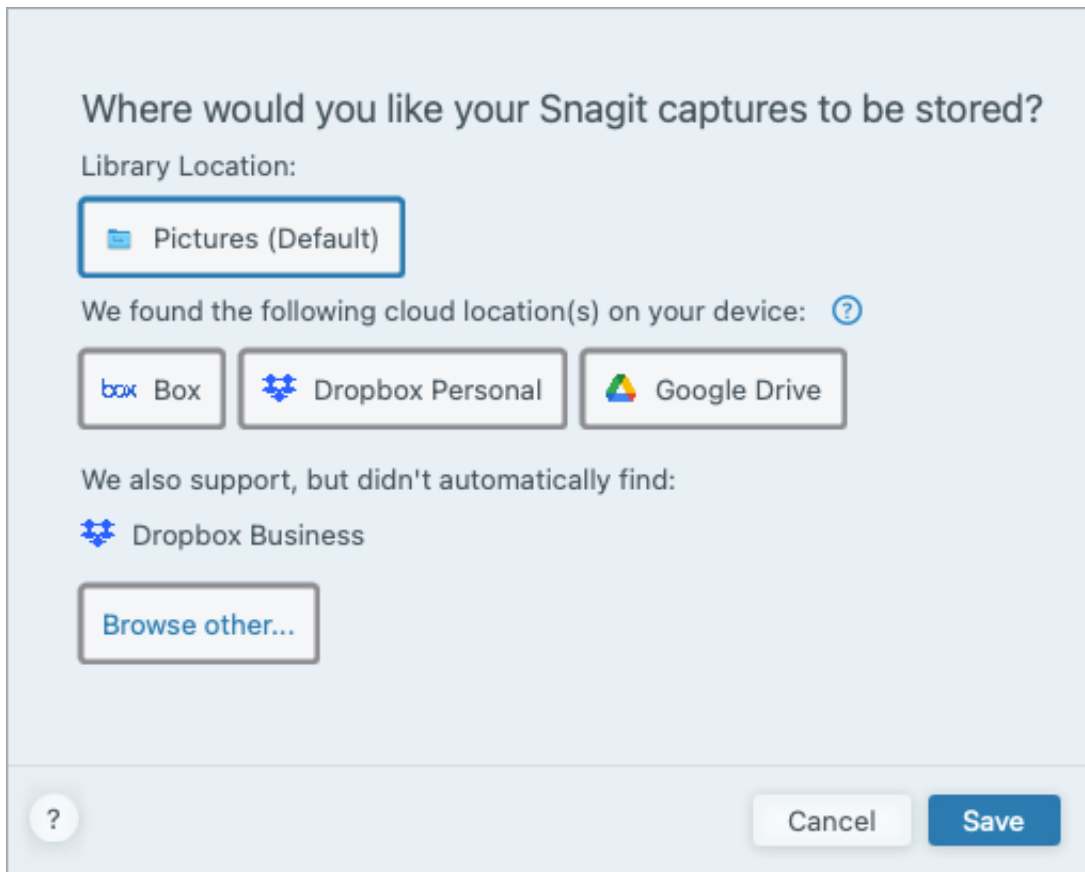 Where would you like your Snagit captures to be stored?
Library Location:
Pictures (Default)
We found the following cloud location(s) on your device: ?
box Box Dropbox Personal Google Drive
We also support, but didn't automatically find:
Dropbox Business
Browse other...
? Cancel Save